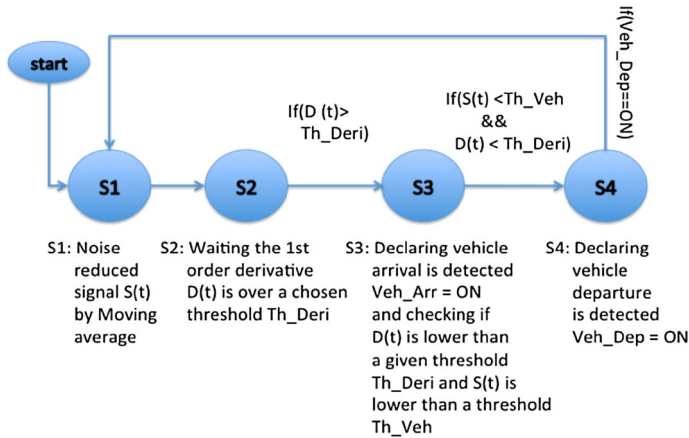 start
If(Veh_Dep==ON)
If(D (t)>
Th_Deri)
If(S(t) <Th_Veh
&&
D(t) < Th_Deri)
S1
S2
S3
S4
S1: Noise
reduced
signal S(t)
by Moving
average
S2: Waiting the 1st
order derivative
D(t) is over a chosen
threshold Th_Deri
S3: Declaring vehicle
arrival is detected
Veh_Arr = ON
and checking if
D(t) is lower than
a given threshold
Th_Deri and S(t) is
lower than a threshold
Th_Veh
S4: Declaring
vehicle
departure
is detected
Veh_Dep = ON